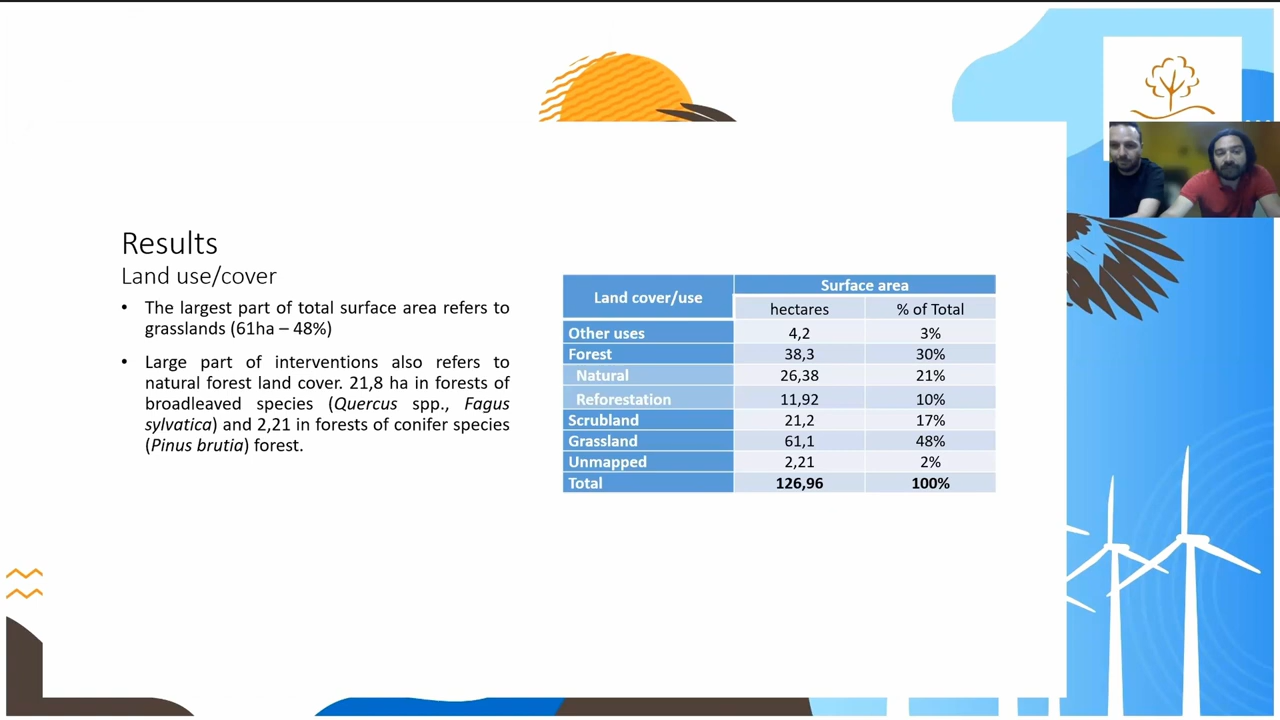 Results
Land use/cover
• The largest part of total surface area refers to
grasslands (61ha – 48%)
• Large part of interventions also refers to
natural forest land cover. 21,8 ha in forests of
broadleaved species (Quercus spp., Fagus
sylvatica) and 2,21 in forests of conifer species
(Pinus brutia) forest.
Land cover/use Surface area
hectares % of Total
Other uses 4,2 3%
Forest 38,3 30%
Natural 26,38 21%
Reforestation 11,92 10%
Scrubland 21,2 17%
Grassland 61,1 48%
Unmapped 2,21 2%
Total 126,96 100%